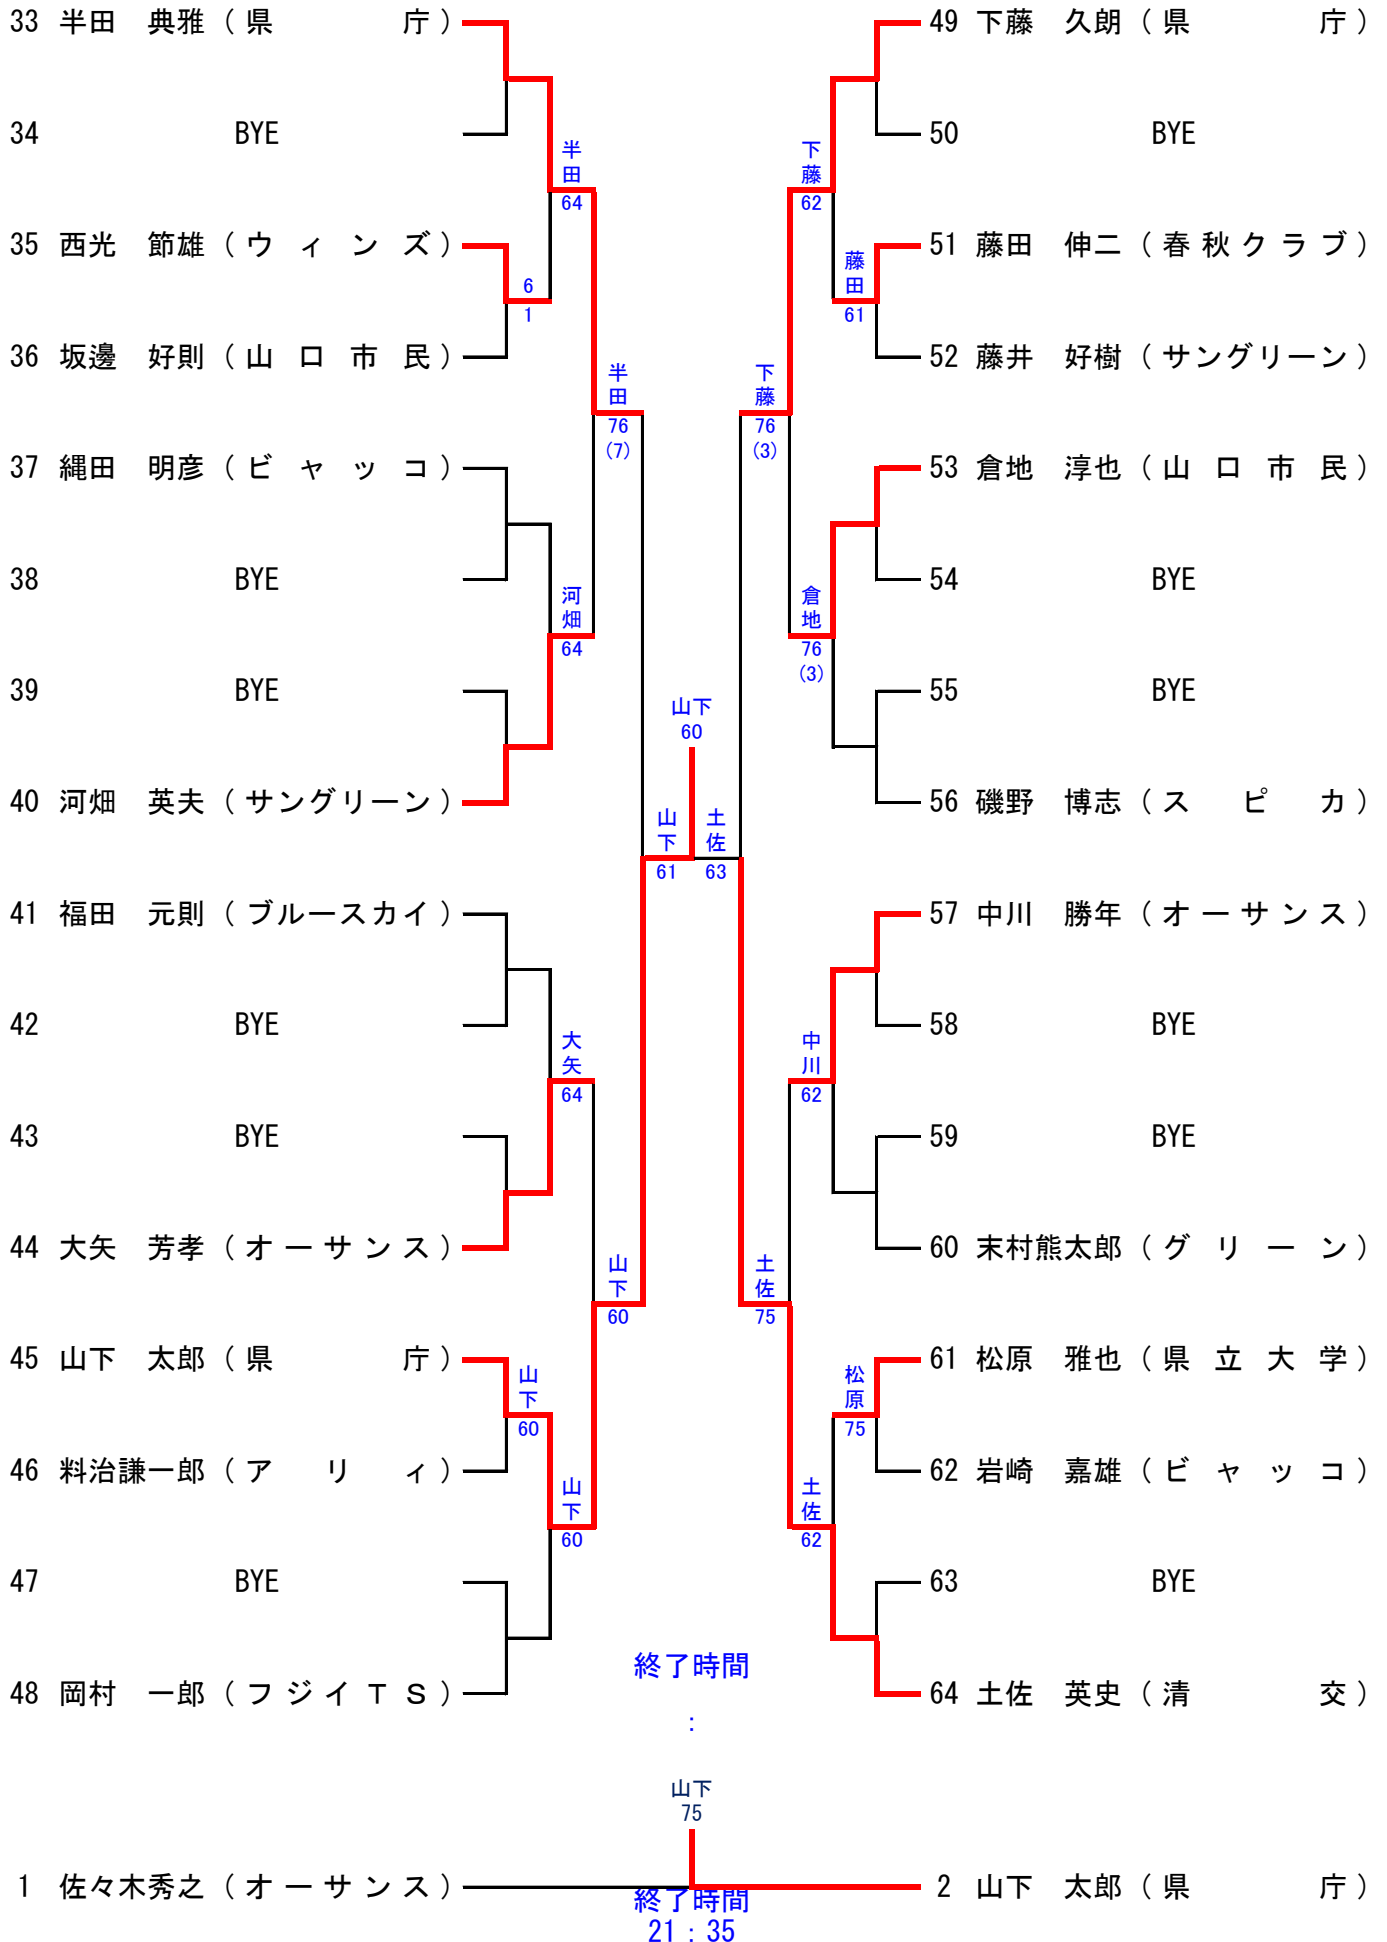 33 半田 典雅 ( 県 庁 )
34 BYE
半田
64
35 西光 節雄 ( ウィンズ )
6
1
36 坂邊 好則 ( 山口市民 )
半田
76
(7)
37 縄田 明彦 ( ビャッコ )
38 BYE
河畑
64
39 BYE
40 河畑 英夫 ( サングリーン )
山下
61
41 福田 元則 ( ブルースカイ )
42 BYE
大矢
64
43 BYE
44 大矢 芳孝 ( オーサンス )
山下
60
45 山下 太郎 ( 県 庁 )
山下
60
46 料治謙一郎 ( アリィ )
山下
60
47 BYE
48 岡村 一郎 ( フジイTS )
山下
60
49 下藤 久朗 ( 県 庁 )
50 BYE
下藤
62
51 藤田 伸二 ( 春秋クラブ )
藤田
61
52 藤井 好樹 ( サングリーン )
下藤
76
(3)
53 倉地 淳也 ( 山口市民 )
54 BYE
倉地
76
(3)
55 BYE
56 磯野 博志 ( スピカ )
土佐
63
57 中川 勝年 ( オーサンス )
58 BYE
中川
62
59 BYE
60 末村熊太郎 ( グリーン )
土佐
75
61 松原 雅也 ( 県立大学 )
松原
75
62 岩崎 嘉雄 ( ビャッコ )
土佐
62
63 BYE
64 土佐 英史 ( 清 交 )
終了時間
:
山下
75
1 佐々木秀之 ( オーサンス )
2 山下 太郎 ( 県 庁 )
終了時間
21 : 35